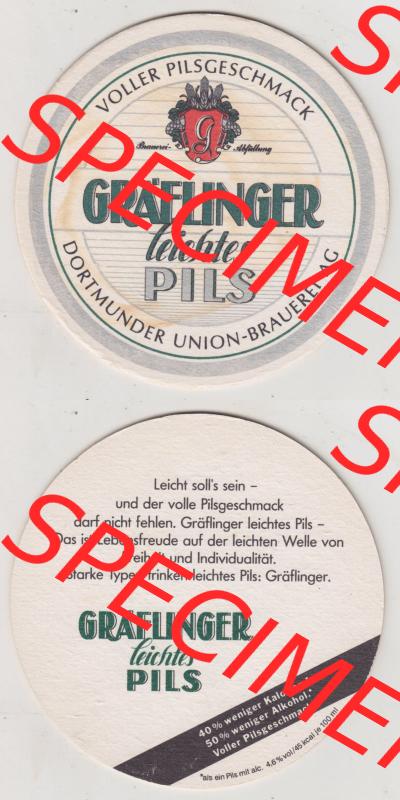 VOLLER PILSGESCHMACK
G
Brauerei- Abfüllung
GRÄFLINGER
leichtes
PILS
DORTMUNDER UNION-BRAUEREI AG
SPECIMEN
Leicht soll's sein –
und der volle Pilsgeschmack
darf nicht fehlen. Gräflinger leichtes Pils –
Das ist Lebensfreude auf der leichten Welle von
Freiheit und Individualität.
Starke Typen trinken leichtes Pils: Gräflinger.
GRÄFLINGER
leichtes
PILS
40% weniger Kalorien*
50% weniger Alkohol*
Voller Pilsgeschmack
*als ein Pils mit alc. 4,6% vol/45 kcal je 100 ml
SPECIMEN